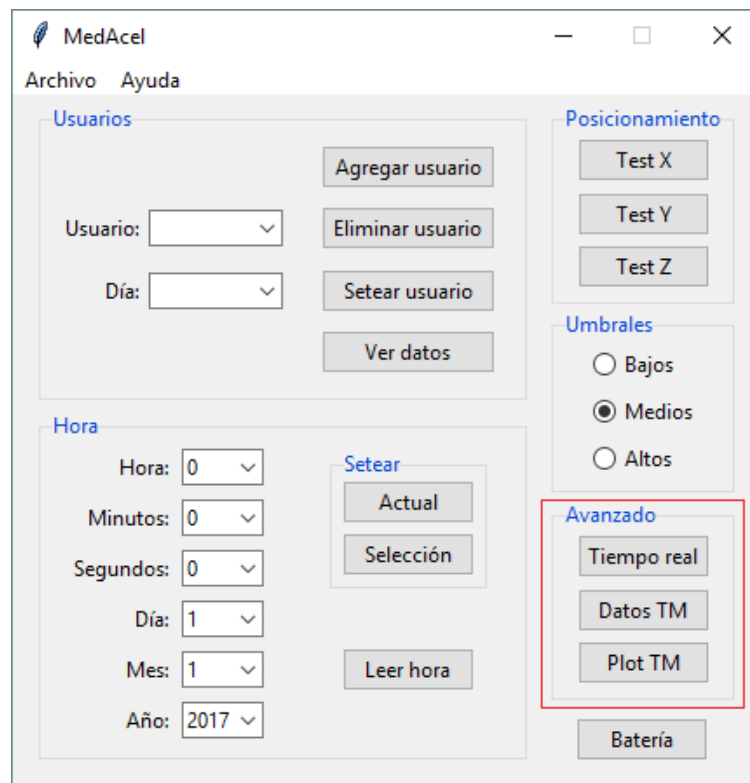 MedAcel
Archivo Ayuda
Usuarios
Agregar usuario
Usuario:
Eliminar usuario
Día:
Setear usuario
Ver datos
Hora
Hora: 0
Minutos: 0
Segundos: 0
Día: 1
Mes: 1
Año: 2017
Setear
Actual
Selección
Leer hora
Posicionamiento
Test X
Test Y
Test Z
Umbrales
Bajos
Medios
Altos
Avanzado
Tiempo real
Datos TM
Plot TM
Batería